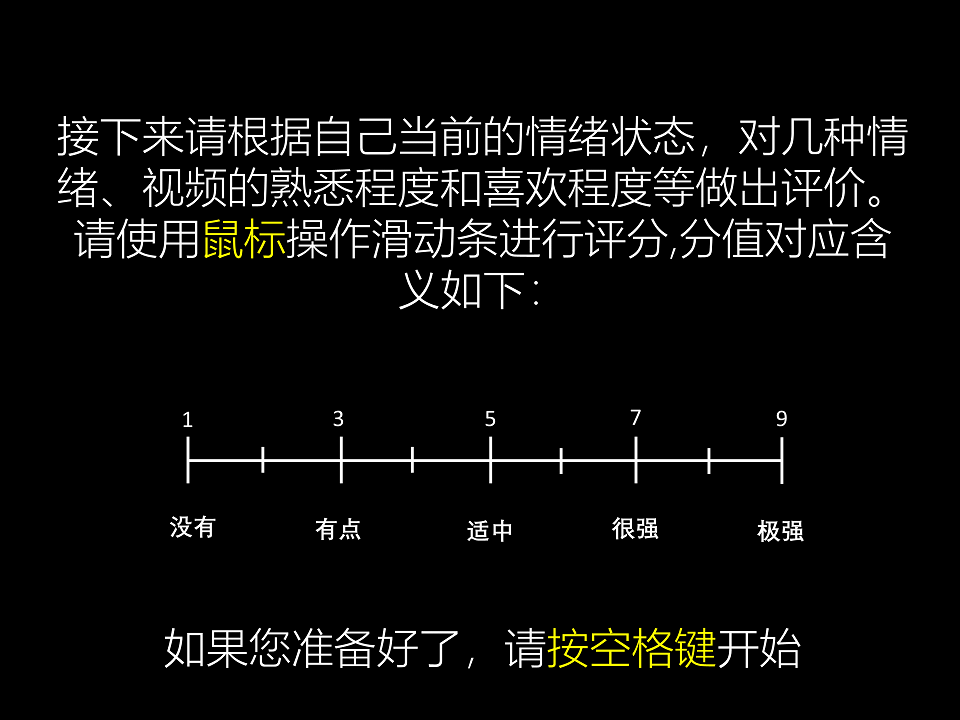 接下来请根据自己当前的情绪状态，对几种情
绪、视频的熟悉程度和喜欢程度等做出评价。
请使用鼠标操作滑动条进行评分,分值对应含
义如下：
1 3 5 7 9
没有 有点 适中 很强 极强
如果您准备好了，请按空格键开始